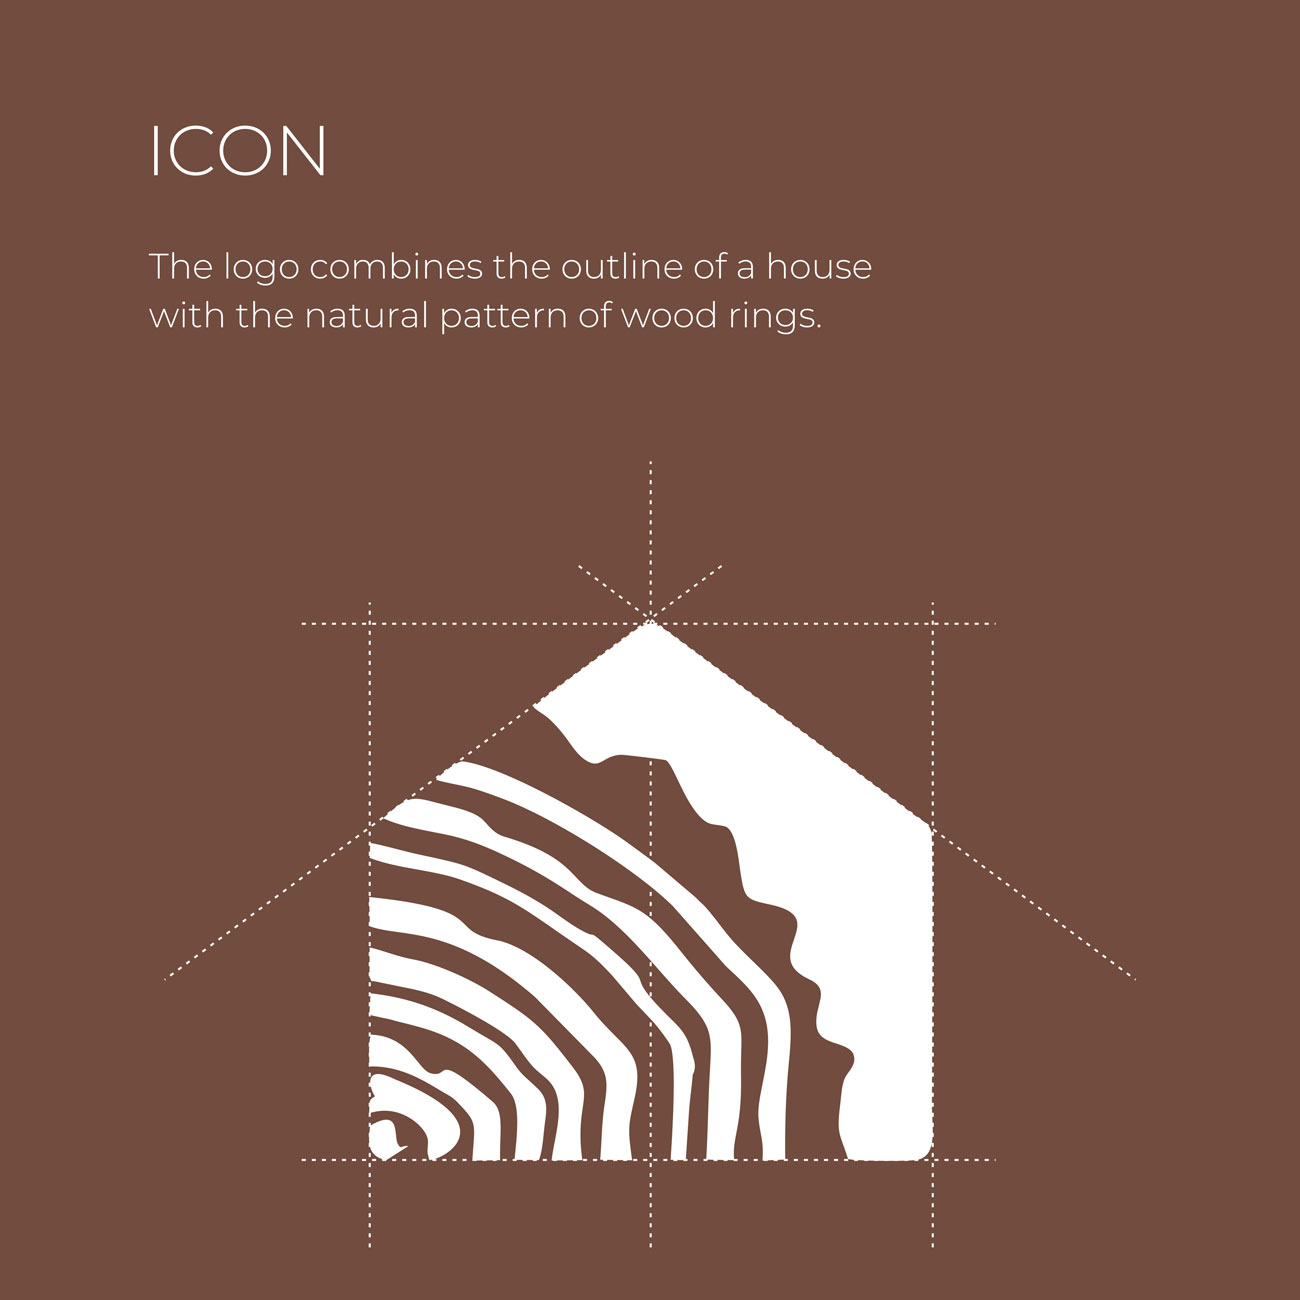 ICON
The logo combines the outline of a house
with the natural pattern of wood rings.